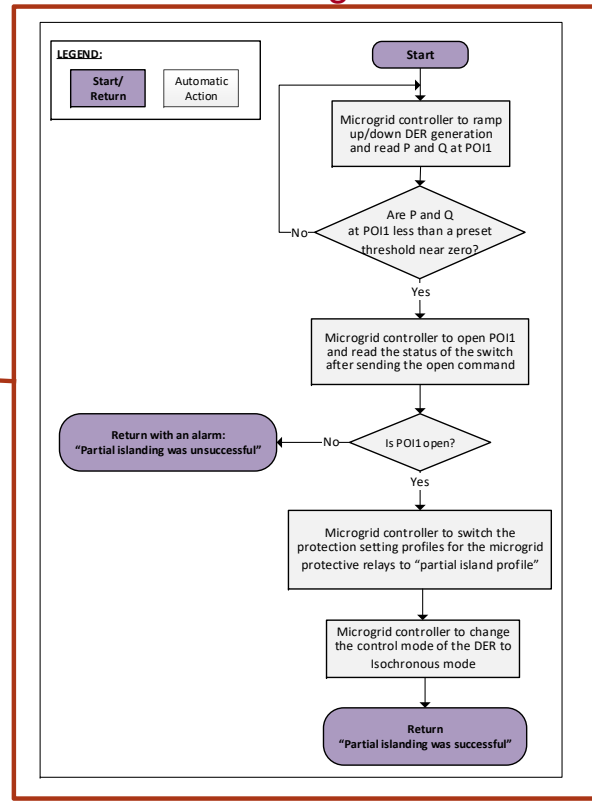 LEGEND:
Start/
Return
Automatic
Action
Start
Microgrid controller to ramp
up/down DER generation
and read P and Q at POI1
Are P and Q
at POI1 less than a preset
threshold near zero?
No
Yes
Microgrid controller to open POI1
and read the status of the switch
after sending the open command
Is POI1 open?
No
Return with an alarm:
“Partial islanding was unsuccessful”
Yes
Microgrid controller to switch the
protection setting profiles for the microgrid
protective relays to “partial island profile”
Microgrid controller to change
the control mode of the DER to
Isochronous mode
Return
“Partial islanding was successful”